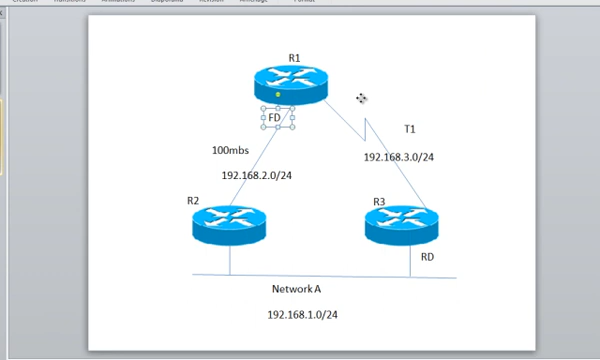 R1
FD
T1
100mbs
192.168.3.0/24
192.168.2.0/24
R2
R3
RD
Network A
192.168.1.0/24